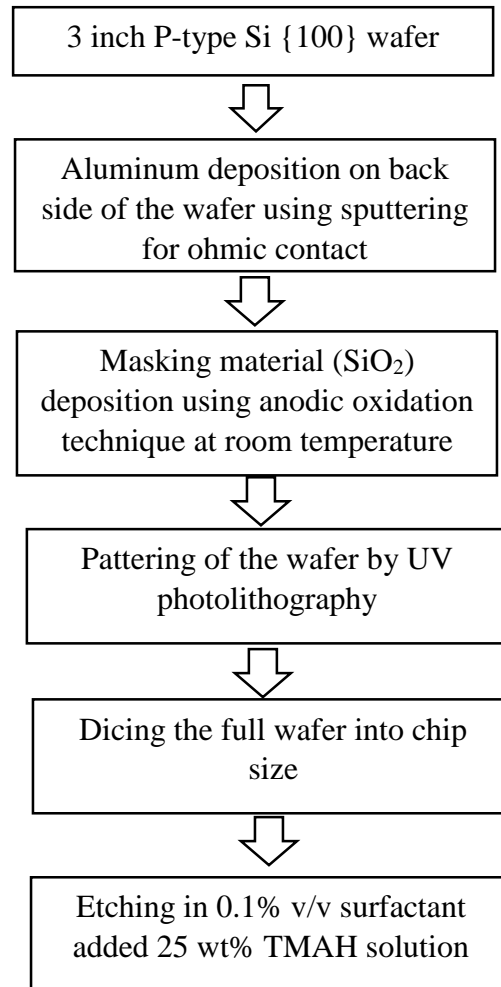 3 inch P-type Si {100} wafer
Aluminum deposition on back
side of the wafer using sputtering
for ohmic contact
Masking material (SiO₂)
deposition using anodic oxidation
technique at room temperature
Pattering of the wafer by UV
photolithography
Dicing the full wafer into chip
size
Etching in 0.1% v/v surfactant
added 25 wt% TMAH solution